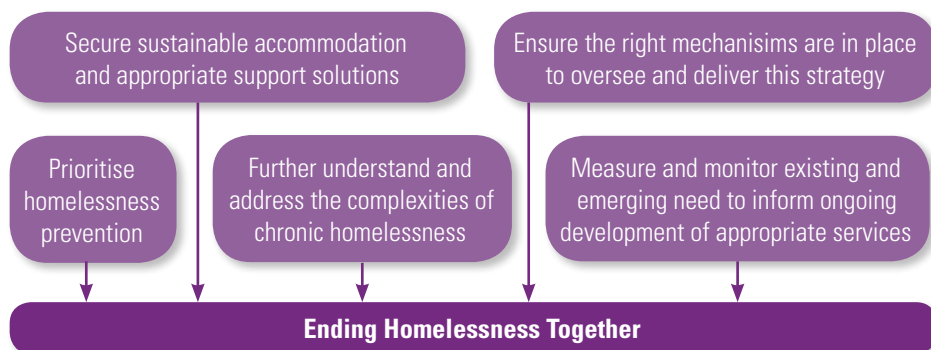 Secure sustainable accommodation
and appropriate support solutions
Ensure the right mechanisims are in place
to oversee and deliver this strategy
Prioritise
homelessness
prevention
Further understand and
address the complexities of
chronic homelessness
Measure and monitor existing and
emerging need to inform ongoing
development of appropriate services
Ending Homelessness Together